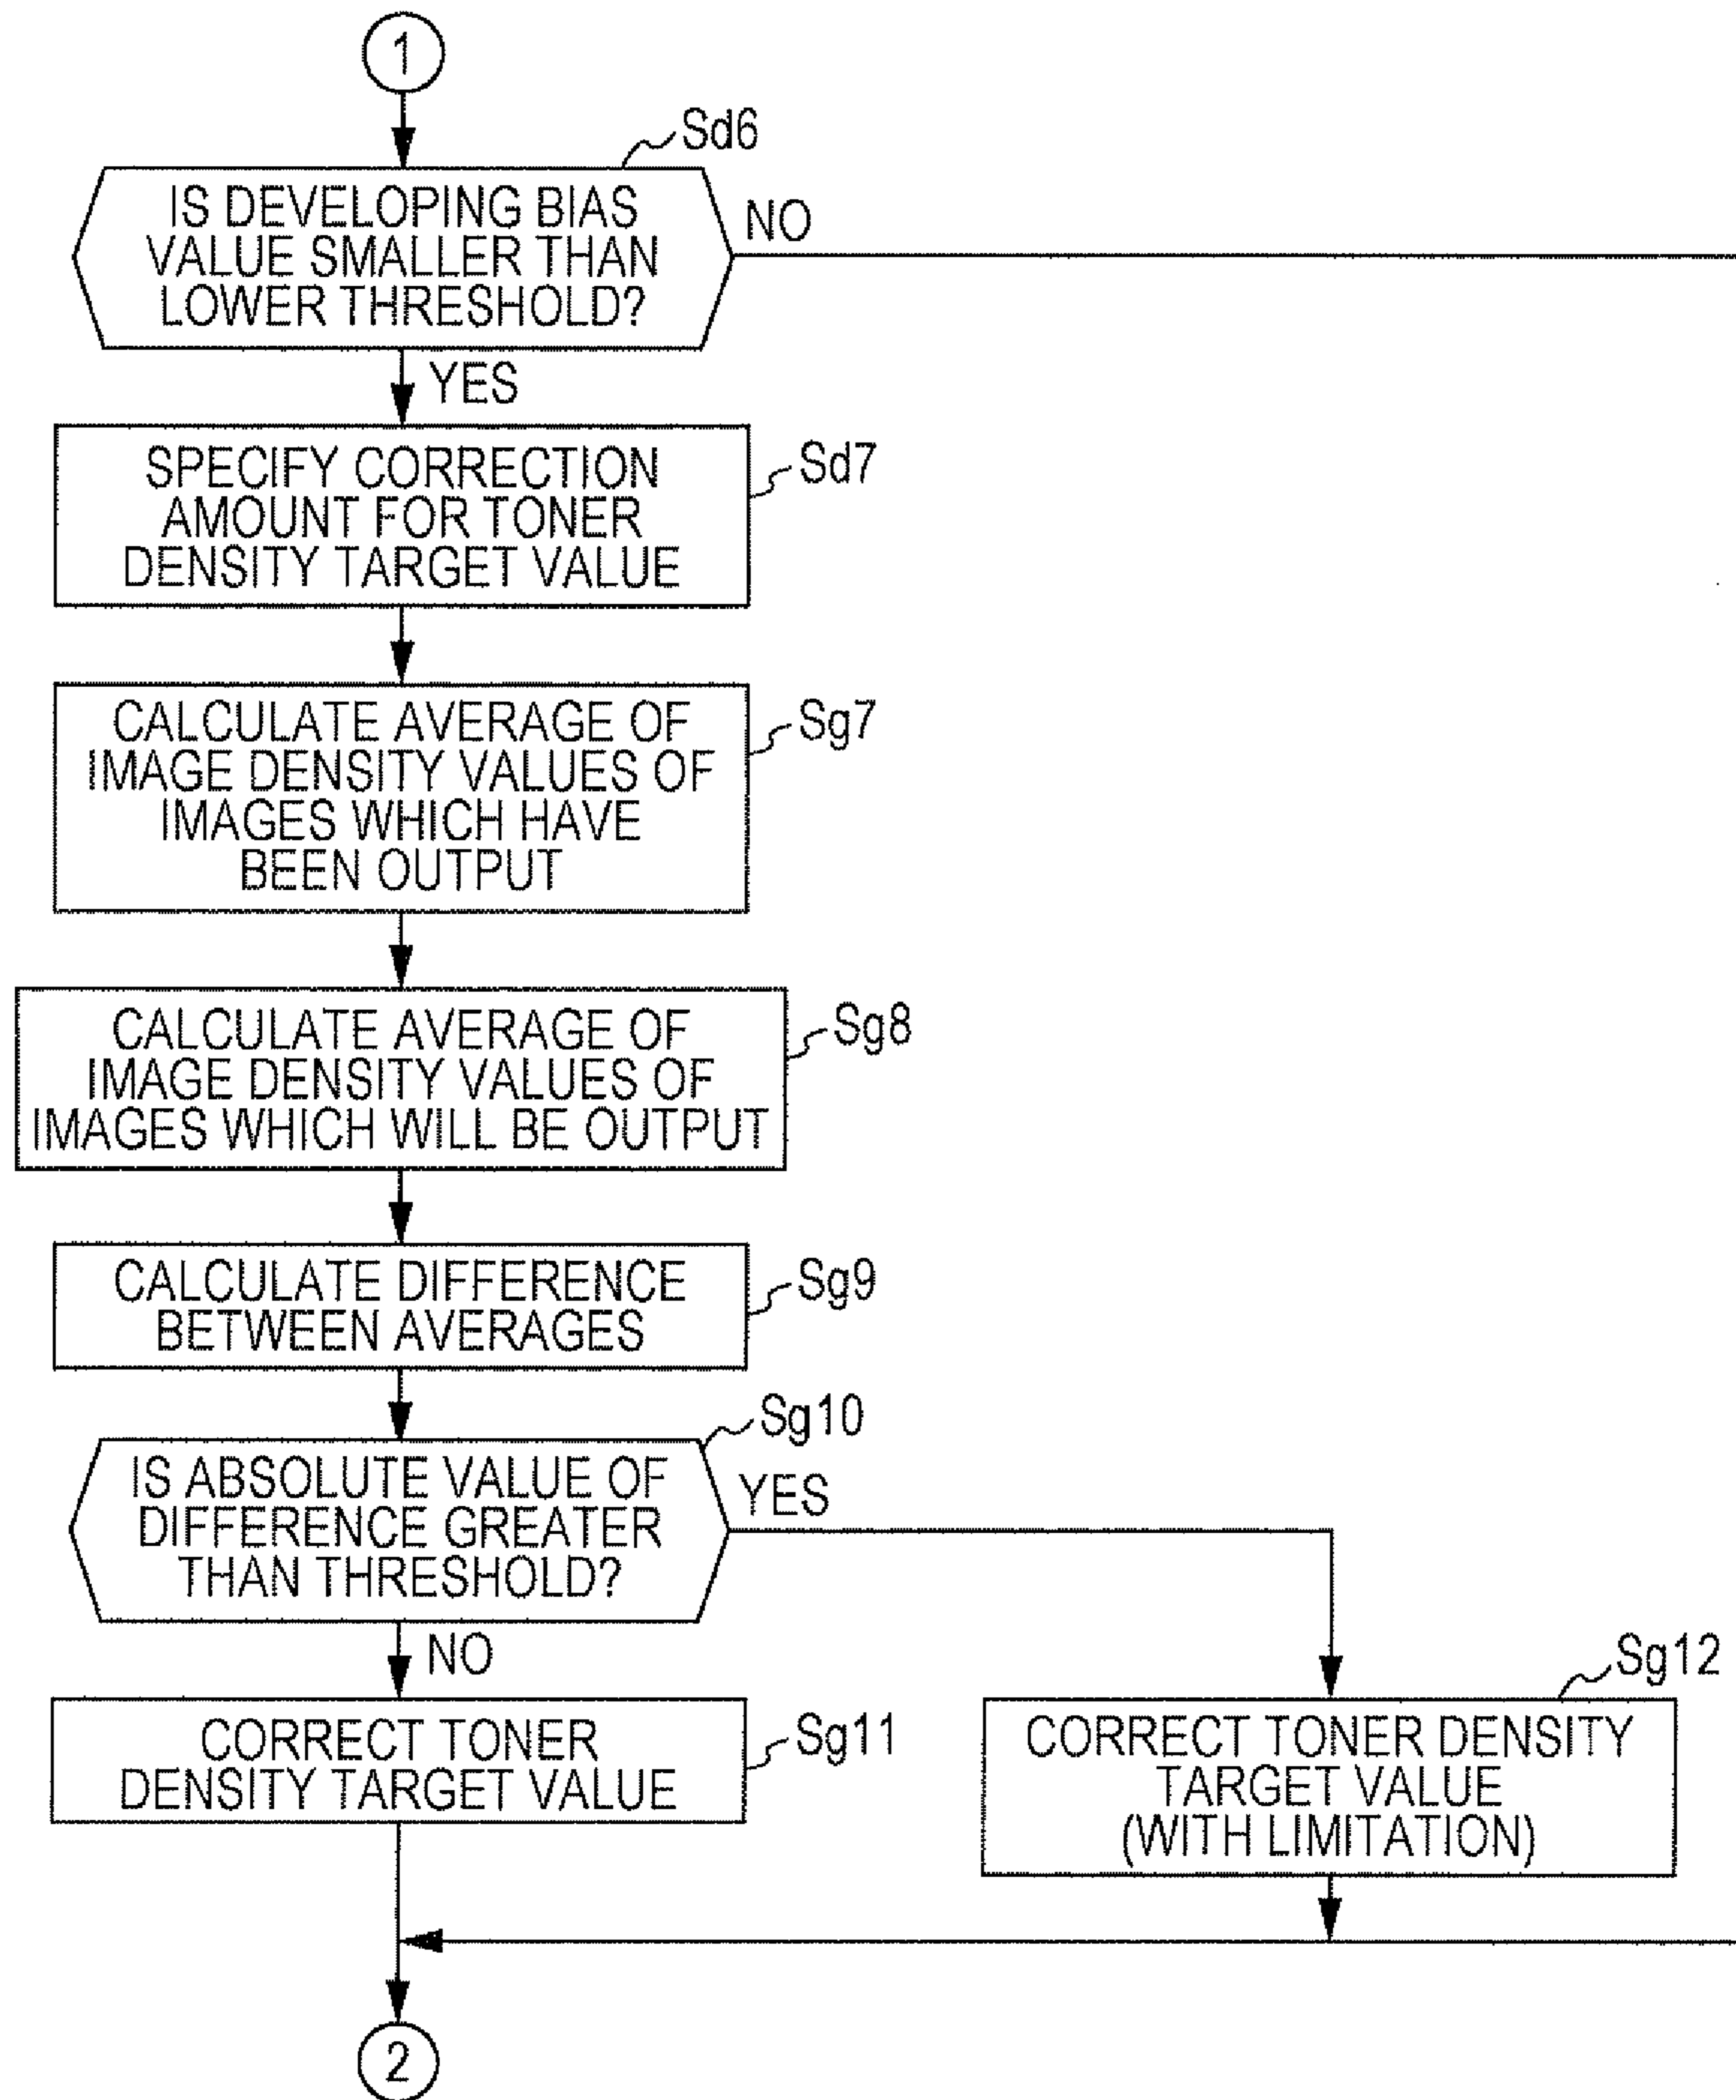 1
Sd6
IS DEVELOPING BIAS
VALUE SMALLER THAN
LOWER THRESHOLD?
NO
YES
SPECIFY CORRECTION
AMOUNT FOR TONER
DENSITY TARGET VALUE
Sd7
CALCULATE AVERAGE OF
IMAGE DENSITY VALUES OF
IMAGES WHICH HAVE
BEEN OUTPUT
Sg7
CALCULATE AVERAGE OF
IMAGE DENSITY VALUES OF
IMAGES WHICH WILL BE OUTPUT
Sg8
CALCULATE DIFFERENCE
BETWEEN AVERAGES
Sg9
Sg10
IS ABSOLUTE VALUE OF
DIFFERENCE GREATER
THAN THRESHOLD?
YES
NO
CORRECT TONER
DENSITY TARGET VALUE
Sg11
Sg12
CORRECT TONER DENSITY
TARGET VALUE
(WITH LIMITATION)
2